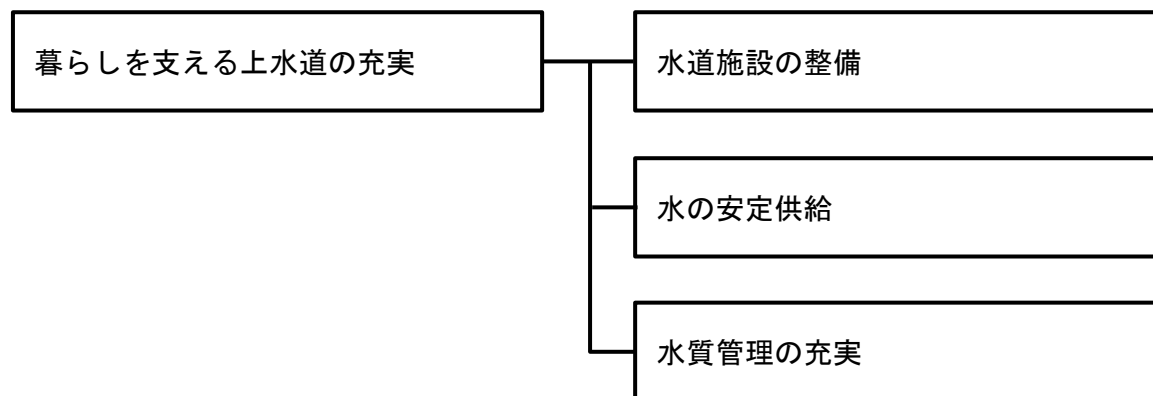 暮らしを支える上水道の充実
水道施設の整備
水の安定供給
水質管理の充実